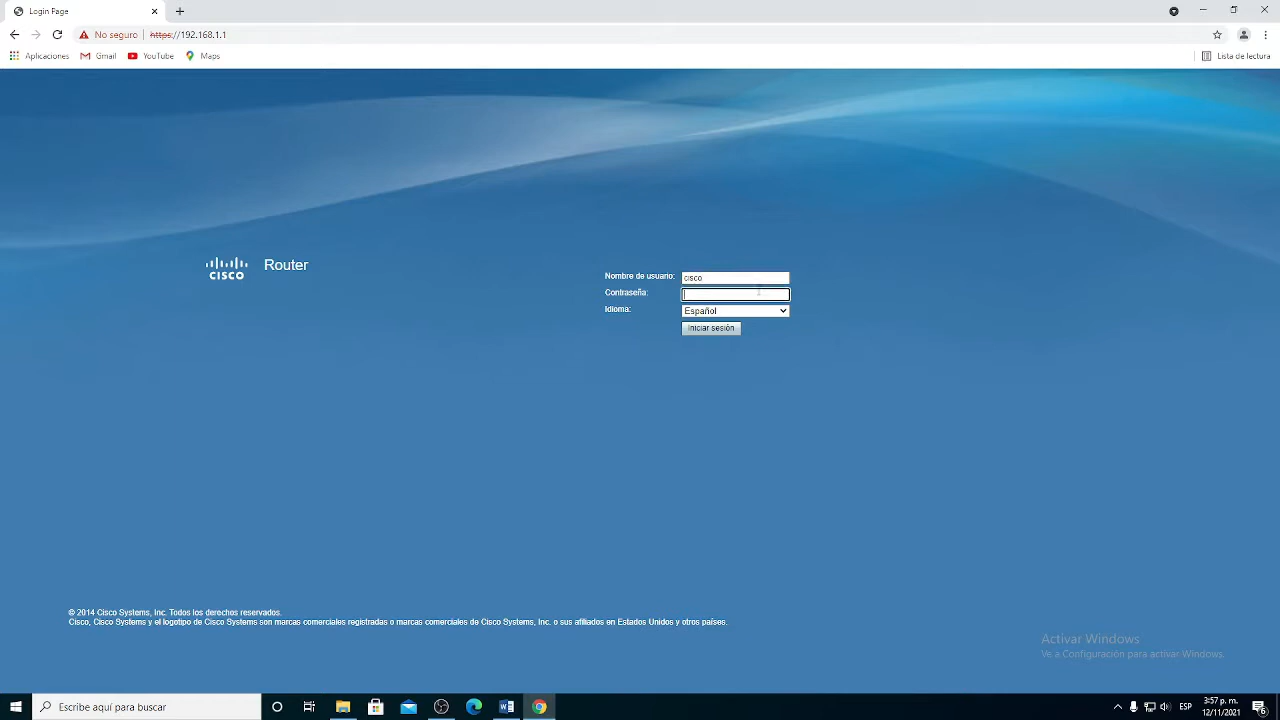 Login Page
No seguro
https://192.168.1.1
Aplicaciones
Gmail
YouTube
Maps
Lista de lectura
CISCO
Router
Nombre de usuario:
cisco
Contraseña:
Idioma:
Español
Iniciar sesión
© 2014 Cisco Systems, Inc. Todos los derechos reservados.
Cisco, Cisco Systems y el logotipo de Cisco Systems son marcas comerciales registradas o marcas comerciales de Cisco Systems, Inc. o sus afiliados en Estados Unidos y otros países.
Activar Windows
Ve a Configuración para activar Windows.
Escribe aquí para buscar
ESP
3:57 p. m.
12/11/2021